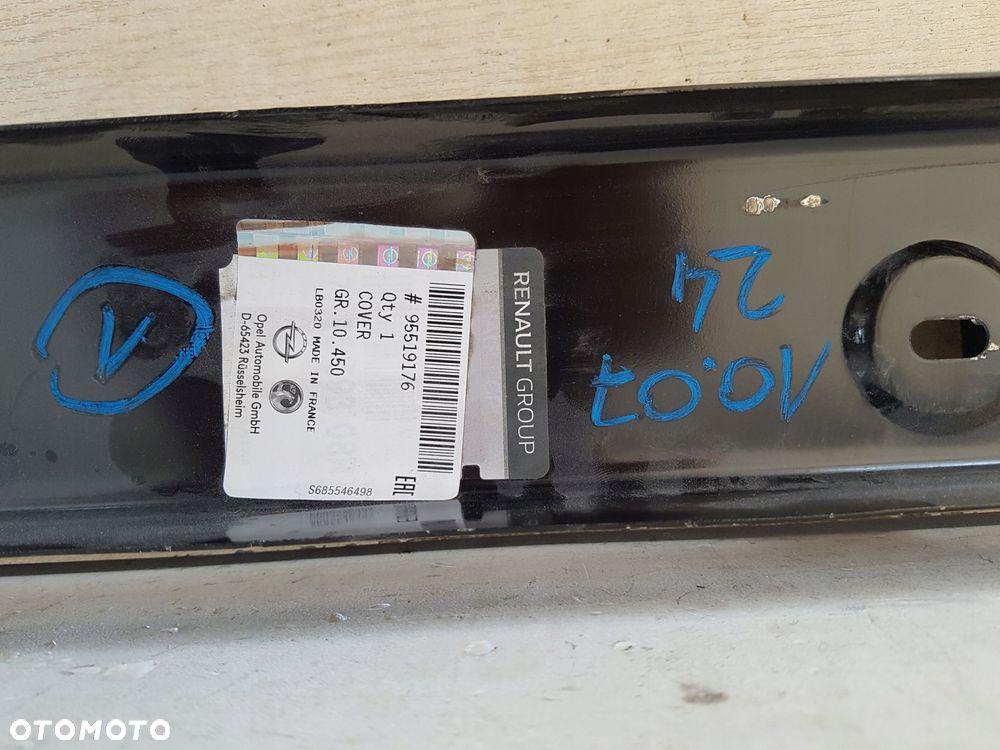 # 95519176
Qty 1
COVER
GR.10.450
LB0320 MADE IN FRANCE
Opel Automobile GmbH
D-65423 Rüsselsheim
EAC
S685546498
RENAULT GROUP
V
10.07
24
OTOMOTO